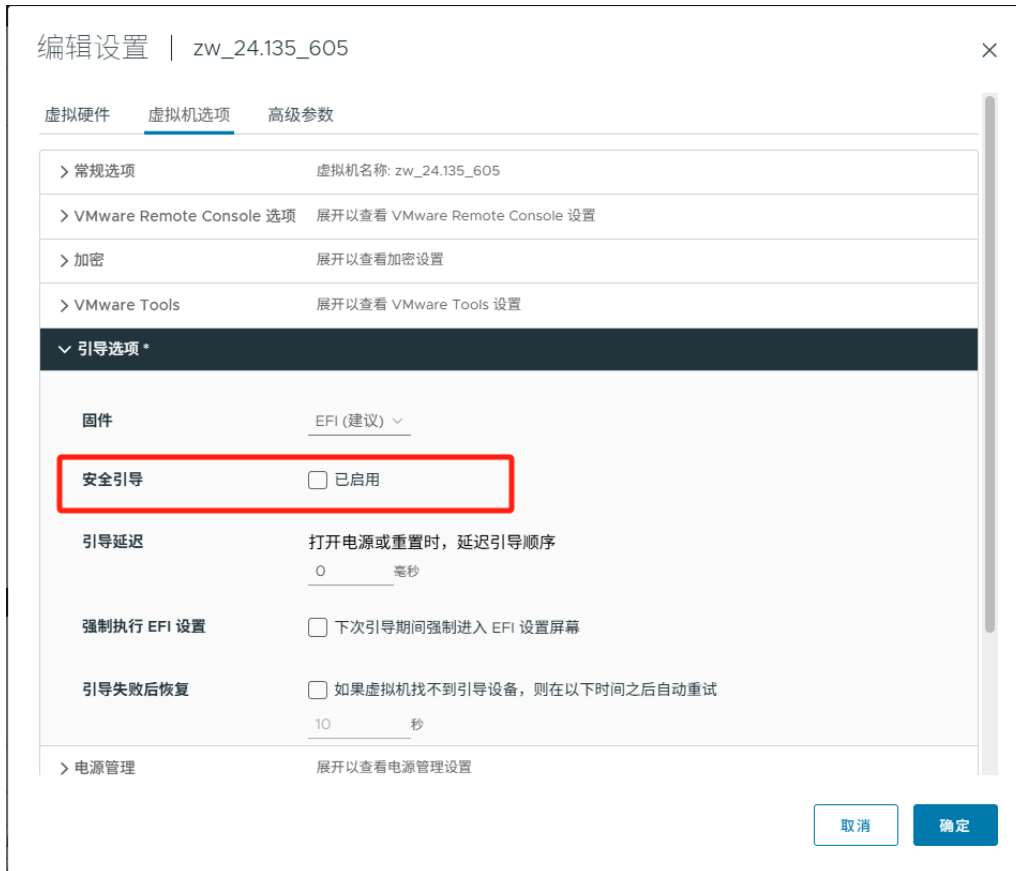 编辑设置 | zw_24.135_605
虚拟硬件 虚拟机选项 高级参数
常规选项 虚拟机名称: zw_24.135_605
VMware Remote Console 选项 展开以查看 VMware Remote Console 设置
加密 展开以查看加密设置
VMware Tools 展开以查看 VMware Tools 设置
引导选项 *
固件 EFI (建议)
安全引导 已启用
引导延迟 打开电源或重置时，延迟引导顺序
0 毫秒
强制执行 EFI 设置 下次引导期间强制进入 EFI 设置屏幕
引导失败后恢复 如果虚拟机找不到引导设备，则在以下时间之后自动重试
10 秒
电源管理 展开以查看电源管理设置
取消 确定